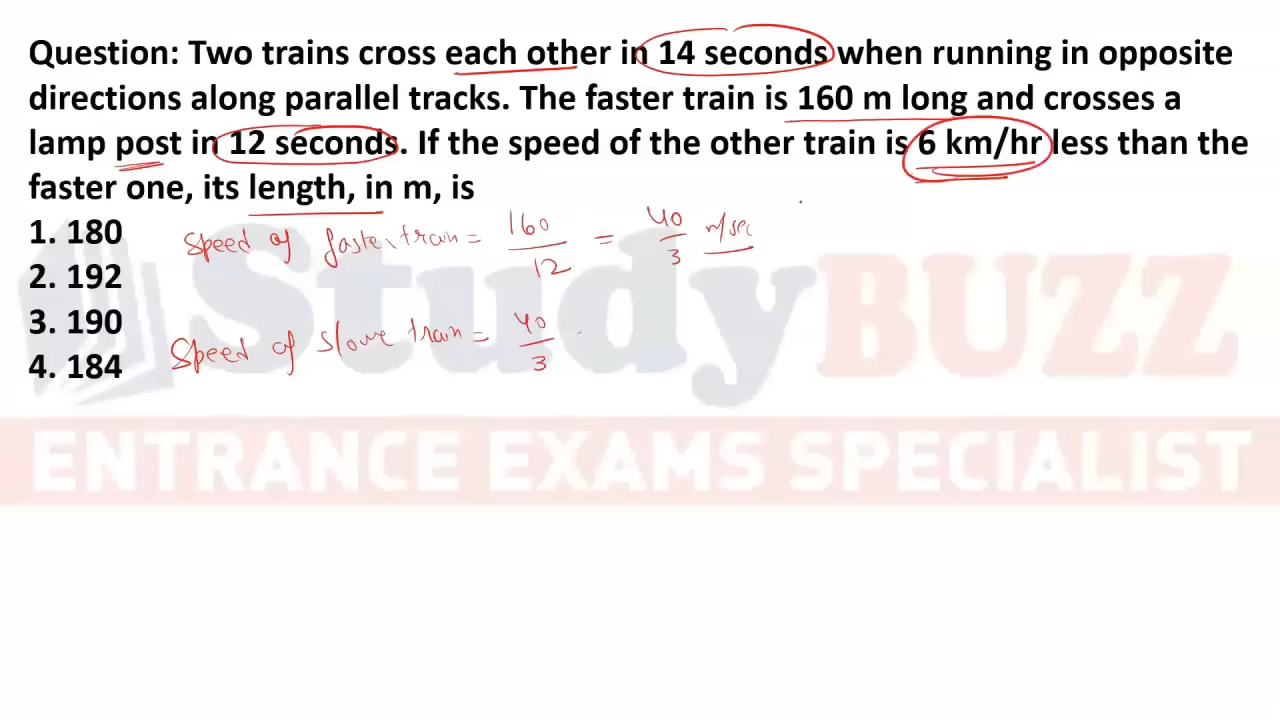 Question: Two trains cross each other in 14 seconds when running in opposite
directions along parallel tracks. The faster train is 160 m long and crosses a
lamp post in 12 seconds. If the speed of the other train is 6 km/hr less than the
faster one, its length, in m, is
1. 180
2. 192
3. 190
4. 184
Speed of faster train = 160/12 = 40/3 m/sec
Speed of slowe train = 40/3
StudyBUZZ
ENTRANCE EXAMS SPECIALIST